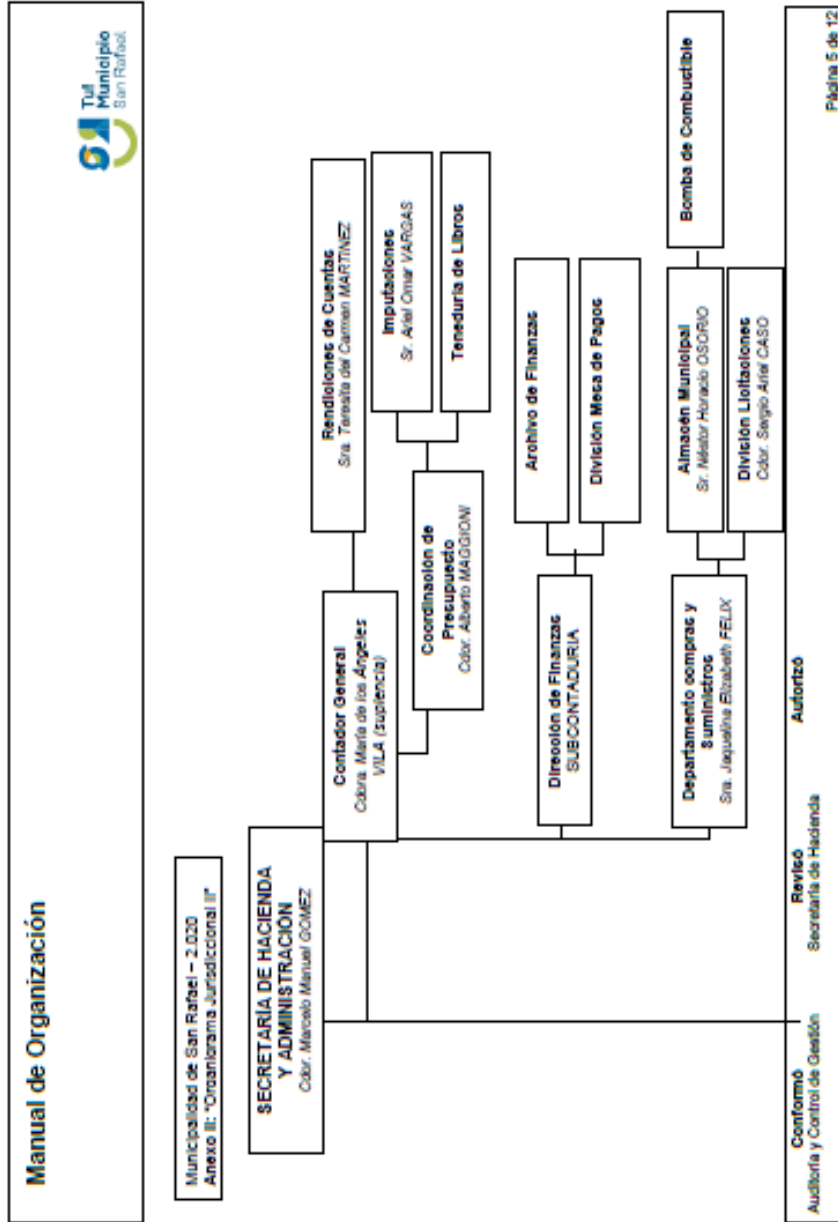 Manual de Organización
Tu!
Municipio
San Rafael
Municipalidad de San Rafael – 2.020
Anexo III: "Organigrama Jurisdiccional II"
SECRETARÍA DE HACIENDA
Y ADMINISTRACIÓN
Cdor. Marcelo Manuel GOMEZ
Contador General
Cdora. María de los Ángeles
VILA (suplencia)
Rendiciones de Cuentas
Sra. Teresita del Carmen MARTINEZ
Coordinación de
Presupuesto
Cdor. Alberto MAGGIONI
Imputaciones
Sr. Ariel Omar VARGAS
Teneduría de Libros
Dirección de Finanzas
SUBCONTADURIA
Archivo de Finanzas
División Mesa de Pagos
Departamento compras y
Suministros
Sra. Jaquelina Elizabeth FELIX
Almacén Municipal
Sr. Néstor Horacio OSORIO
Bomba de Combustible
División Licitaciones
Cdor. Sergio Ariel CASO
Conformó
Auditoría y Control de Gestión
Revisó
Secretaría de Hacienda
Autorizó
Página 5 de 12